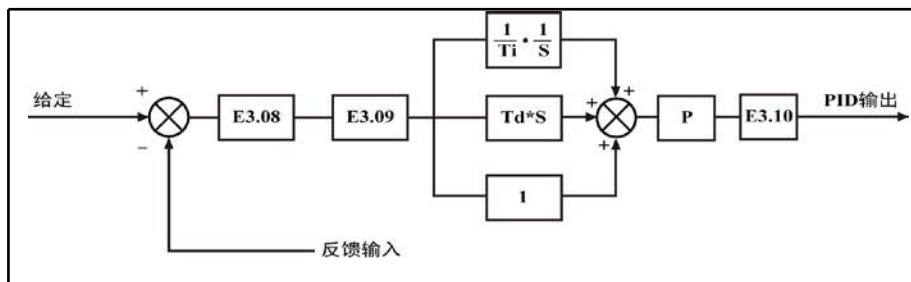 给定
+
−
E3.08
E3.09
1
Ti
·
1
S
Td*S
1
+
+
+
P
E3.10
PID输出
反馈输入